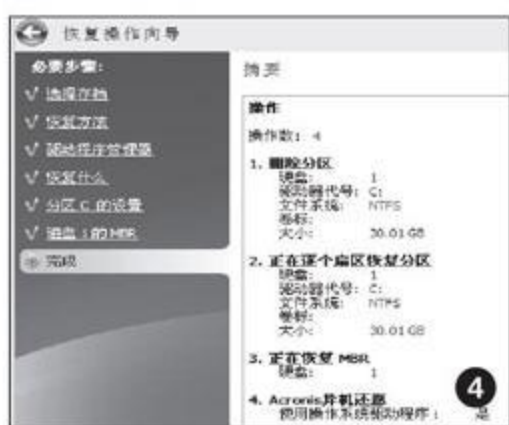 恢复操作向导
必要步骤:
选择存档
恢复方法
驱动程序管理器
恢复什么
分区 C 的设置
硬盘 1 的 MBR
完成
摘要
操作
操作数: 4
1. 删除分区
硬盘: 1
驱动器代号: C:
文件系统: NTFS
卷标:
大小: 30.01 GB
2. 正在逐个扇区恢复分区
硬盘: 1
驱动器代号: C:
文件系统: NTFS
卷标:
大小: 30.01 GB
3. 正在恢复 MBR
硬盘: 1
4. Acronis异机还原
使用操作系统驱动程序: 是
4